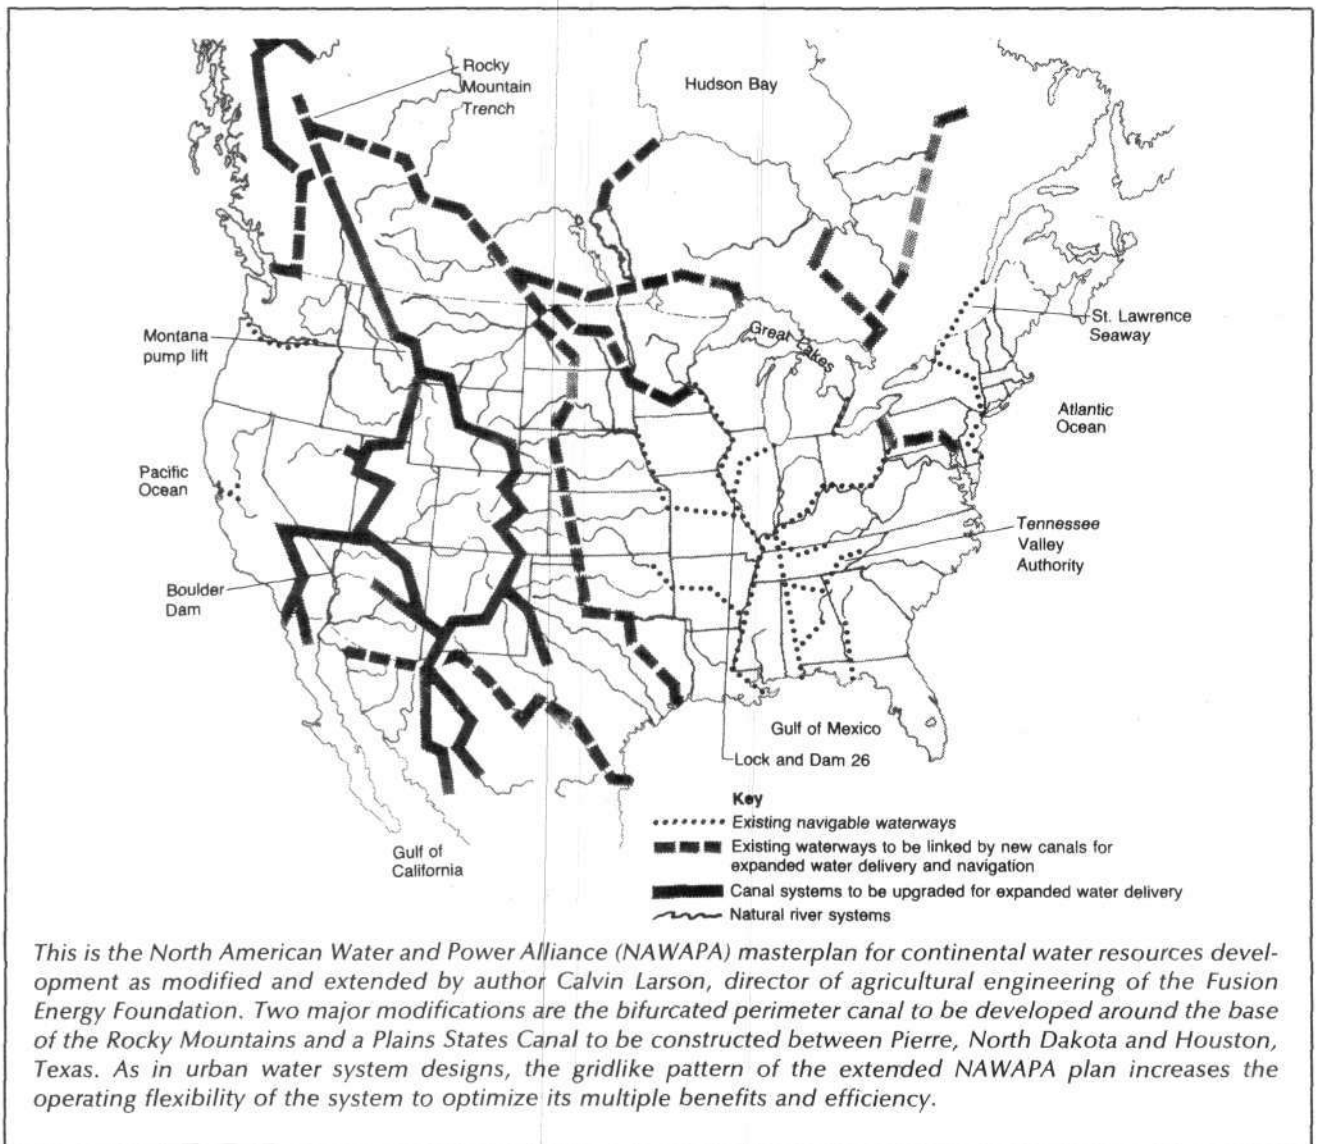 Rocky
Mountain
Trench
Hudson Bay
Montana
pump lift
Great Lakes
St. Lawrence
Seaway
Atlantic
Ocean
Pacific
Ocean
Tennessee
Valley
Authority
Boulder
Dam
Gulf of Mexico
Lock and Dam 26
Gulf of
California
Key
Existing navigable waterways
Existing waterways to be linked by new canals for
expanded water delivery and navigation
Canal systems to be upgraded for expanded water delivery
Natural river systems
This is the North American Water and Power Alliance (NAWAPA) masterplan for continental water resources devel-
opment as modified and extended by author Calvin Larson, director of agricultural engineering of the Fusion
Energy Foundation. Two major modifications are the bifurcated perimeter canal to be developed around the base
of the Rocky Mountains and a Plains States Canal to be constructed between Pierre, North Dakota and Houston,
Texas. As in urban water system designs, the gridlike pattern of the extended NAWAPA plan increases the
operating flexibility of the system to optimize its multiple benefits and efficiency.